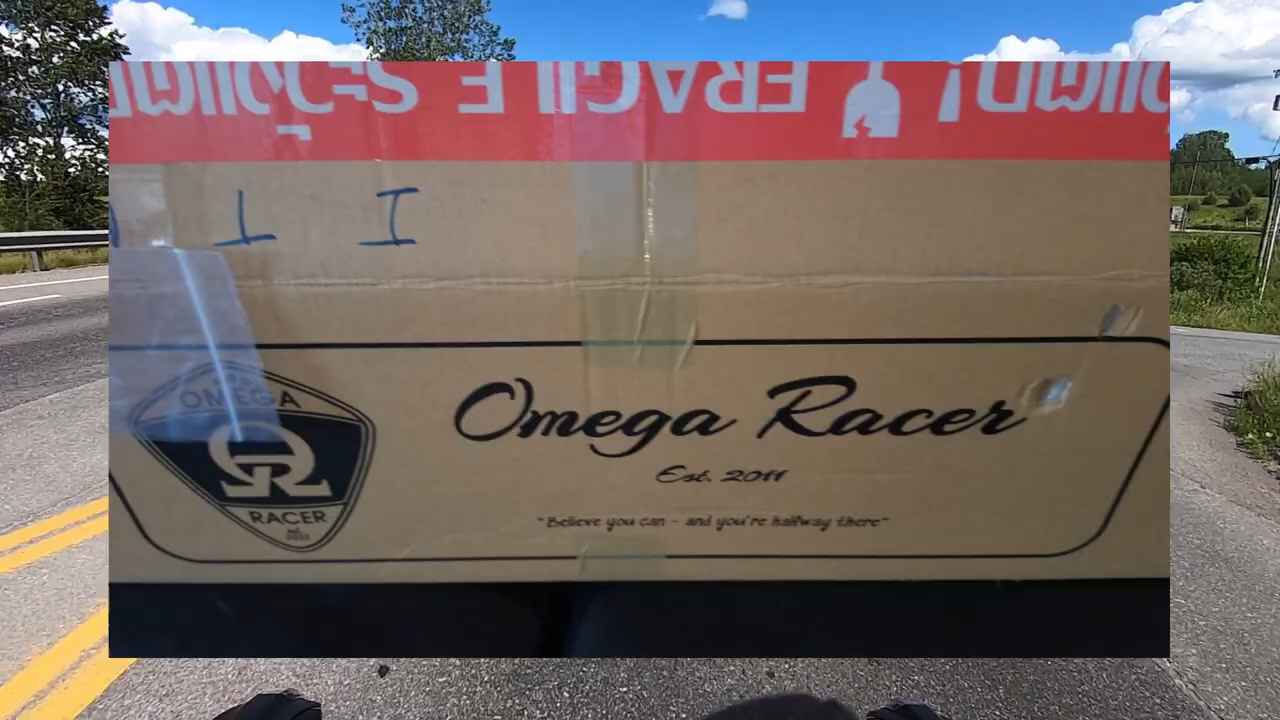 FRAGILE
I T
OMEGA
RACER
Omega Racer
Est. 2011
"Believe you can - and you're halfway there"